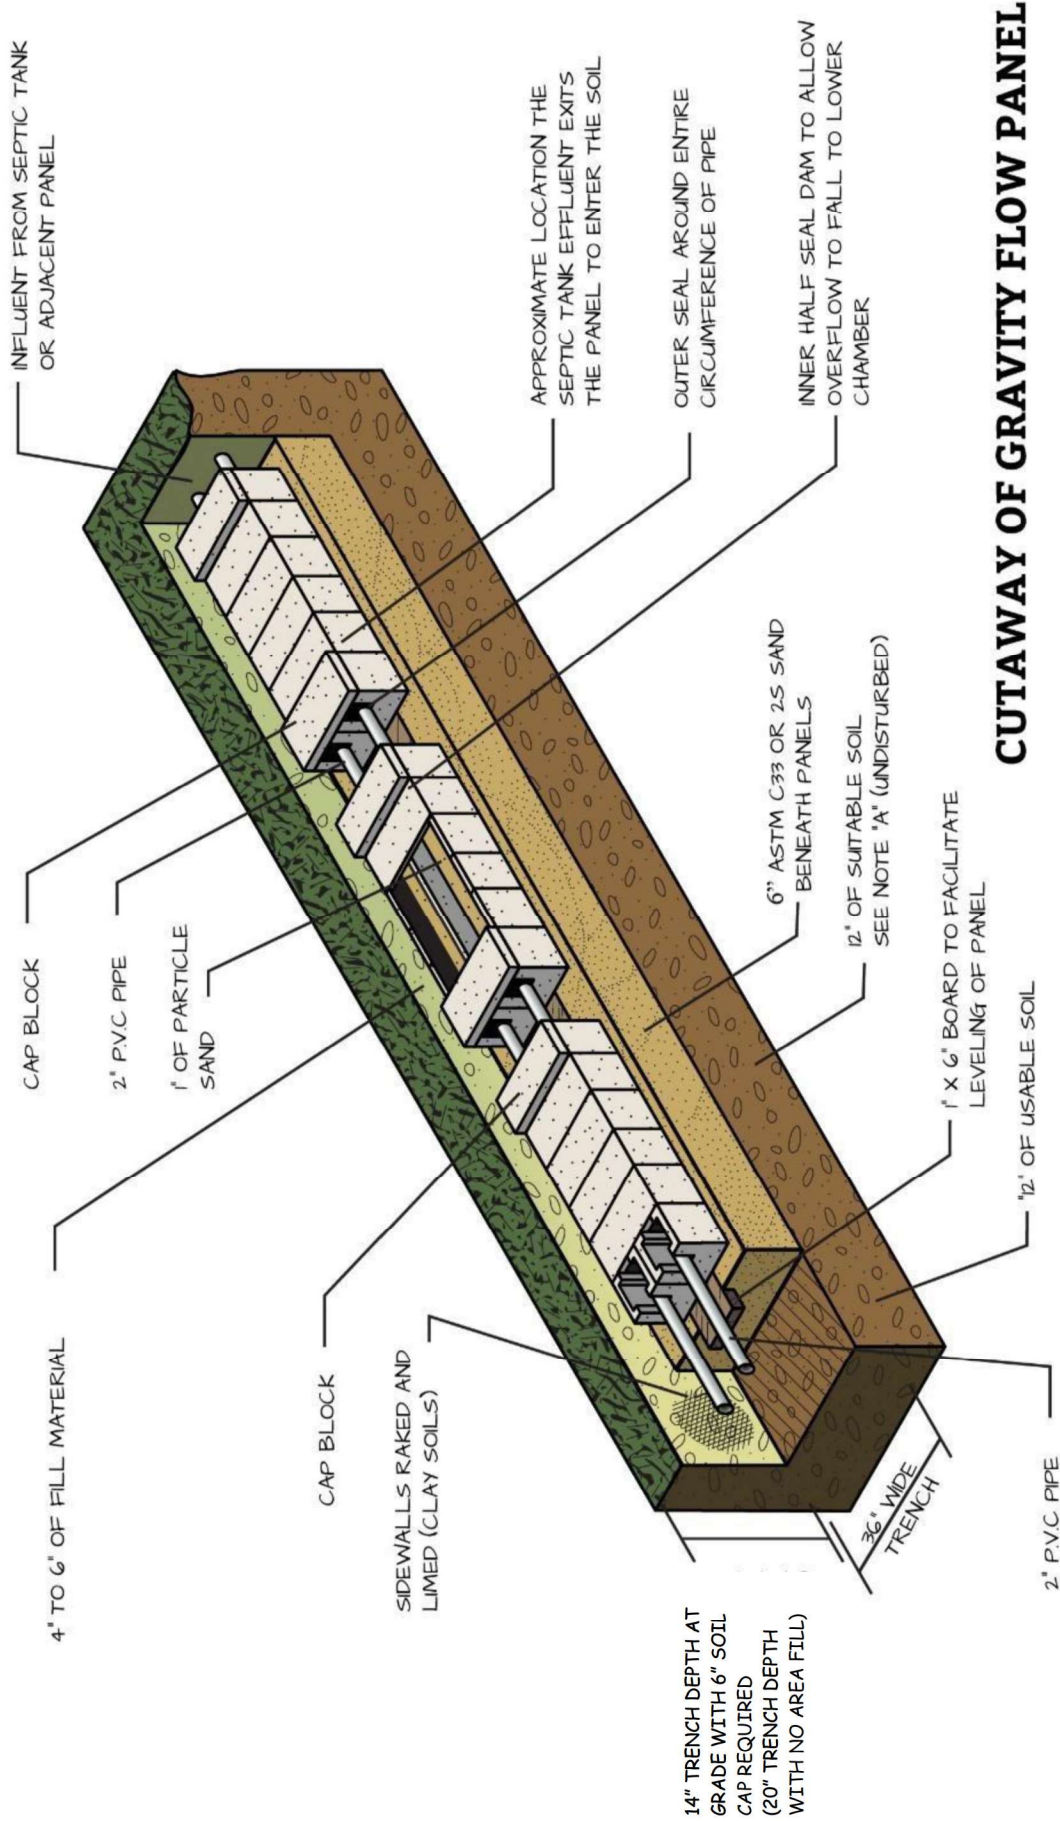 INFLUENT FROM SEPTIC TANK
OR ADJACENT PANEL
CAP BLOCK
2" P.V.C PIPE
1" OF PARTICLE
SAND
4" TO 6" OF FILL MATERIAL
CAP BLOCK
SIDEWALLS RAKED AND
LIMED (CLAY SOILS)
14" TRENCH DEPTH AT
GRADE WITH 6" SOIL
CAP REQUIRED
(20" TRENCH DEPTH
WITH NO AREA FILL)
36" WIDE
TRENCH
APPROXIMATE LOCATION THE
SEPTIC TANK EFFLUENT EXITS
THE PANEL TO ENTER THE SOIL
OUTER SEAL AROUND ENTIRE
CIRCUMFERENCE OF PIPE
INNER HALF SEAL DAM TO ALLOW
OVERFLOW TO FALL TO LOWER
CHAMBER
6" ASTM C33 OR 2S SAND
BENEATH PANELS
12" OF SUITABLE SOIL
SEE NOTE "A" (UNDISTURBED)
1" X 6" BOARD TO FACILITATE
LEVELING OF PANEL
"12' OF USABLE SOIL
2" P.V.C PIPE
CUTAWAY OF GRAVITY FLOW PANEL